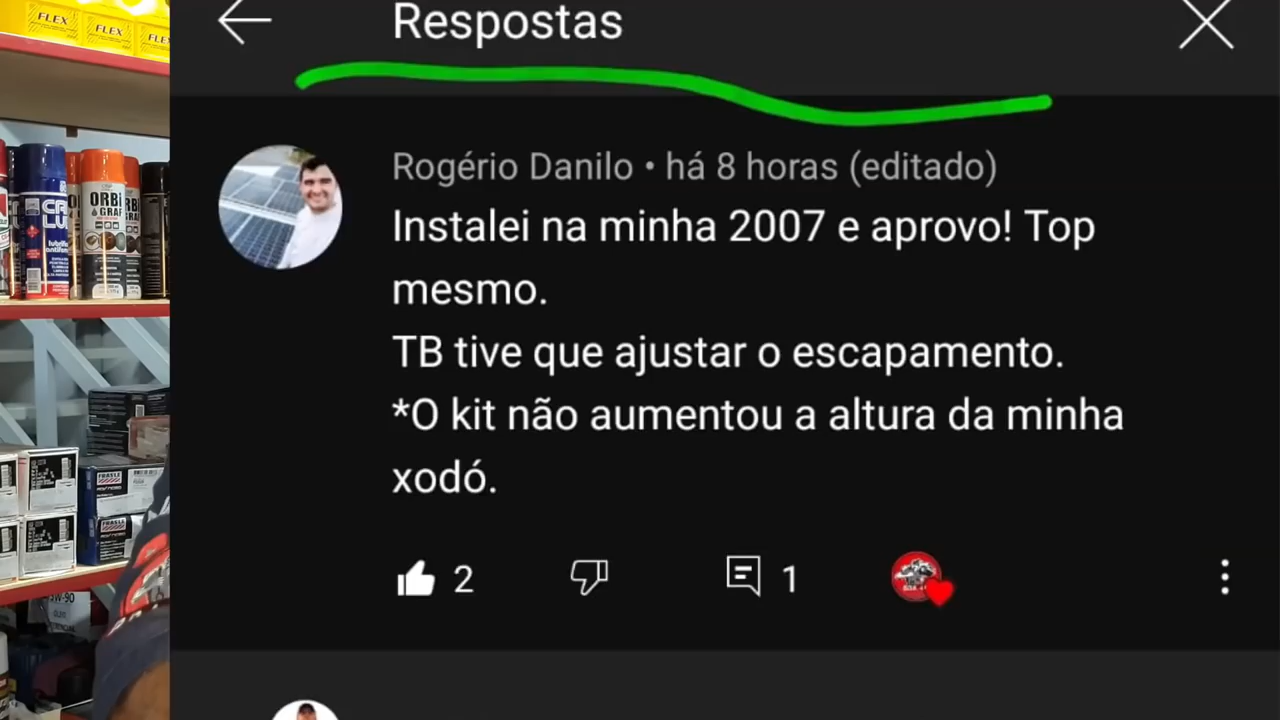 Respostas
Rogério Danilo • há 8 horas (editado)
Instalei na minha 2007 e aprovo! Top
mesmo.
TB tive que ajustar o escapamento.
*O kit não aumentou a altura da minha
xodó.
2
1
FLEX
FLEX
FLEX
ORBI
GRAF
FRASLE
FRASLE